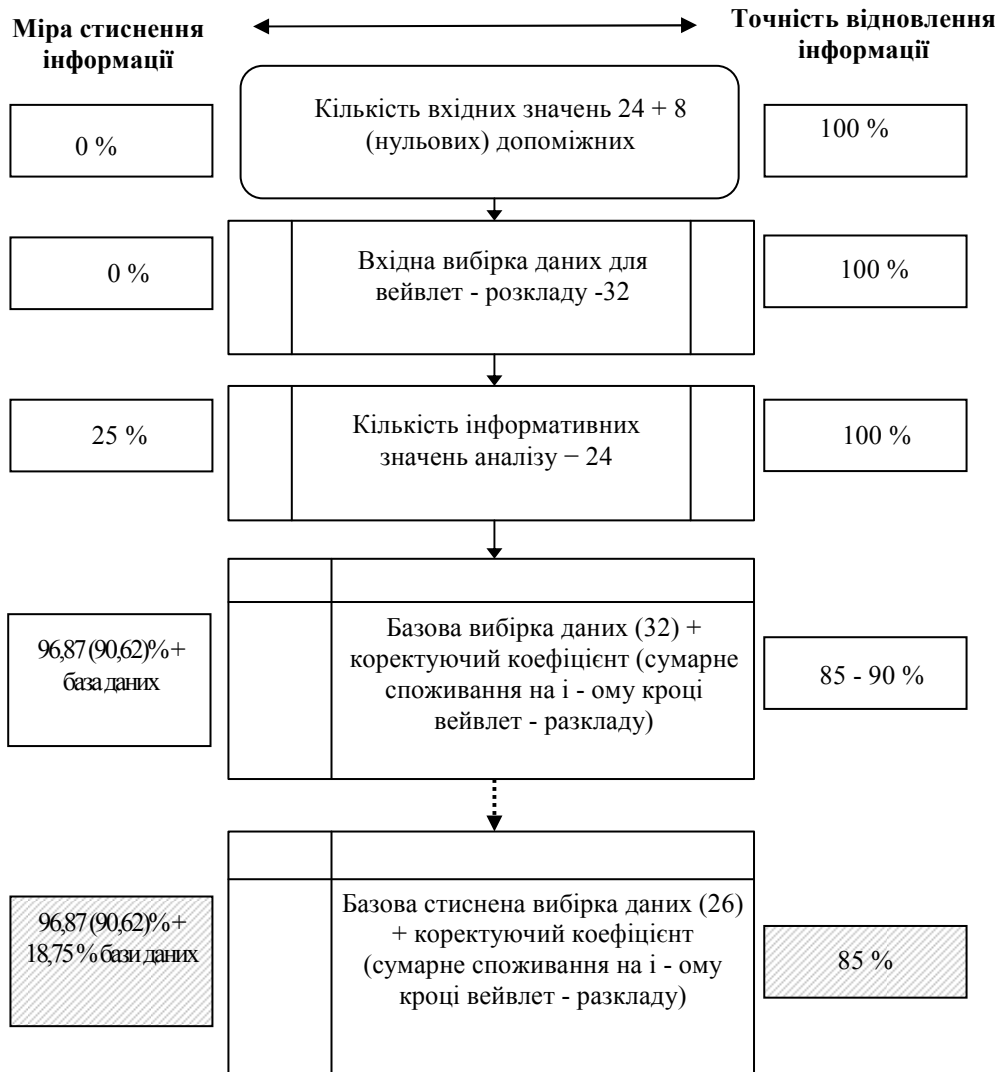 Міра стиснення
інформації
Точність відновлення
інформації
0 %
Кількість вхідних значень 24 + 8
(нульових) допоміжних
100 %
0 %
Вхідна вибірка даних для
вейвлет - розкладу -32
100 %
25 %
Кількість інформативних
значень аналізу − 24
100 %
96,87 (90,62)% +
база даних
Базова вибірка даних (32) +
коректуючий коефіцієнт (сумарне
споживання на і - ому кроці
вейвлет - разкладу)
85 - 90 %
96,87 (90,62)% +
18,75 % бази даних
Базова стиснена вибірка даних (26)
+ коректуючий коефіцієнт
(сумарне споживання на і - ому
кроці вейвлет - разкладу)
85 %